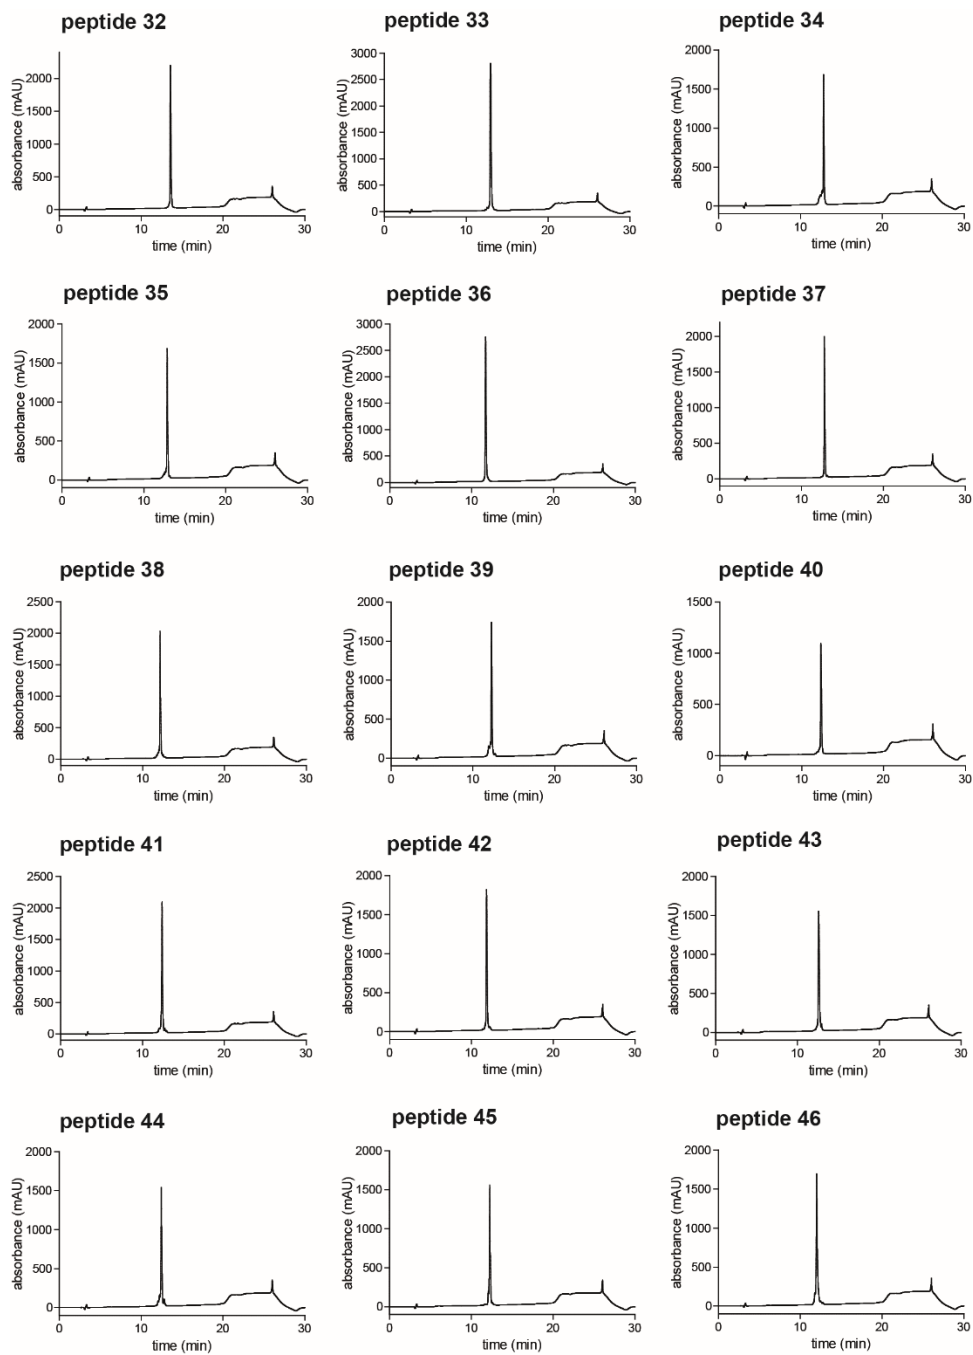 peptide 32
absorbance (mAU)
2000
1500
1000
500
0
0 10 20 30
time (min)
peptide 33
absorbance (mAU)
3000
2500
2000
1500
1000
500
0
0 10 20 30
time (min)
peptide 34
absorbance (mAU)
2000
1500
1000
500
0
0 10 20 30
time (min)
peptide 35
absorbance (mAU)
2000
1500
1000
500
0
0 10 20 30
time (min)
peptide 36
absorbance (mAU)
3000
2500
2000
1500
1000
500
0
0 10 20 30
time (min)
peptide 37
absorbance (mAU)
2000
1500
1000
500
0
0 10 20 30
time (min)
peptide 38
absorbance (mAU)
2500
2000
1500
1000
500
0
0 10 20 30
time (min)
peptide 39
absorbance (mAU)
2000
1500
1000
500
0
0 10 20 30
time (min)
peptide 40
absorbance (mAU)
1500
1000
500
0
0 10 20 30
time (min)
peptide 41
absorbance (mAU)
2500
2000
1500
1000
500
0
0 10 20 30
time (min)
peptide 42
absorbance (mAU)
2000
1500
1000
500
0
0 10 20 30
time (min)
peptide 43
absorbance (mAU)
2000
1500
1000
500
0
0 10 20 30
time (min)
peptide 44
absorbance (mAU)
2000
1500
1000
500
0
0 10 20 30
time (min)
peptide 45
absorbance (mAU)
2000
1500
1000
500
0
0 10 20 30
time (min)
peptide 46
absorbance (mAU)
2000
1500
1000
500
0
0 10 20 30
time (min)